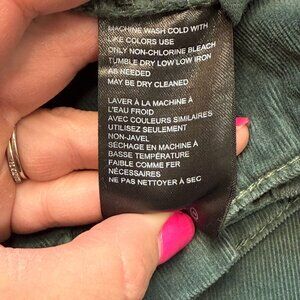 MACHINE WASH COLD WITH
LIKE COLORS USE
ONLY NON-CHLORINE BLEACH
TUMBLE DRY LOW LOW IRON
AS NEEDED
MAY BE DRY CLEANED
LAVER À LA MACHINE À
L'EAU FROID
AVEC COULEURS SIMILAIRES
UTILISEZ SEULEMENT
NON-JAVEL
SÉCHAGE EN MACHINE À
BASSE TEMPÉRATURE
FAIBLE COMME FER
NÉCESSAIRES
NE PAS NETTOYER À SEC